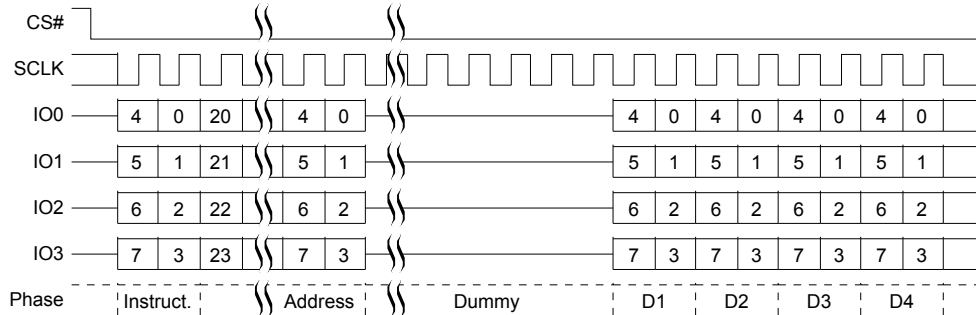 CS#
SCLK
IO0 4 0 20 4 0 4 0 4 0 4 0 4 0
IO1 5 1 21 5 1 5 1 5 1 5 1 5 1
IO2 6 2 22 6 2 6 2 6 2 6 2 6 2
IO3 7 3 23 7 3 7 3 7 3 7 3 7 3
Phase Instruct. Address Dummy D1 D2 D3 D4